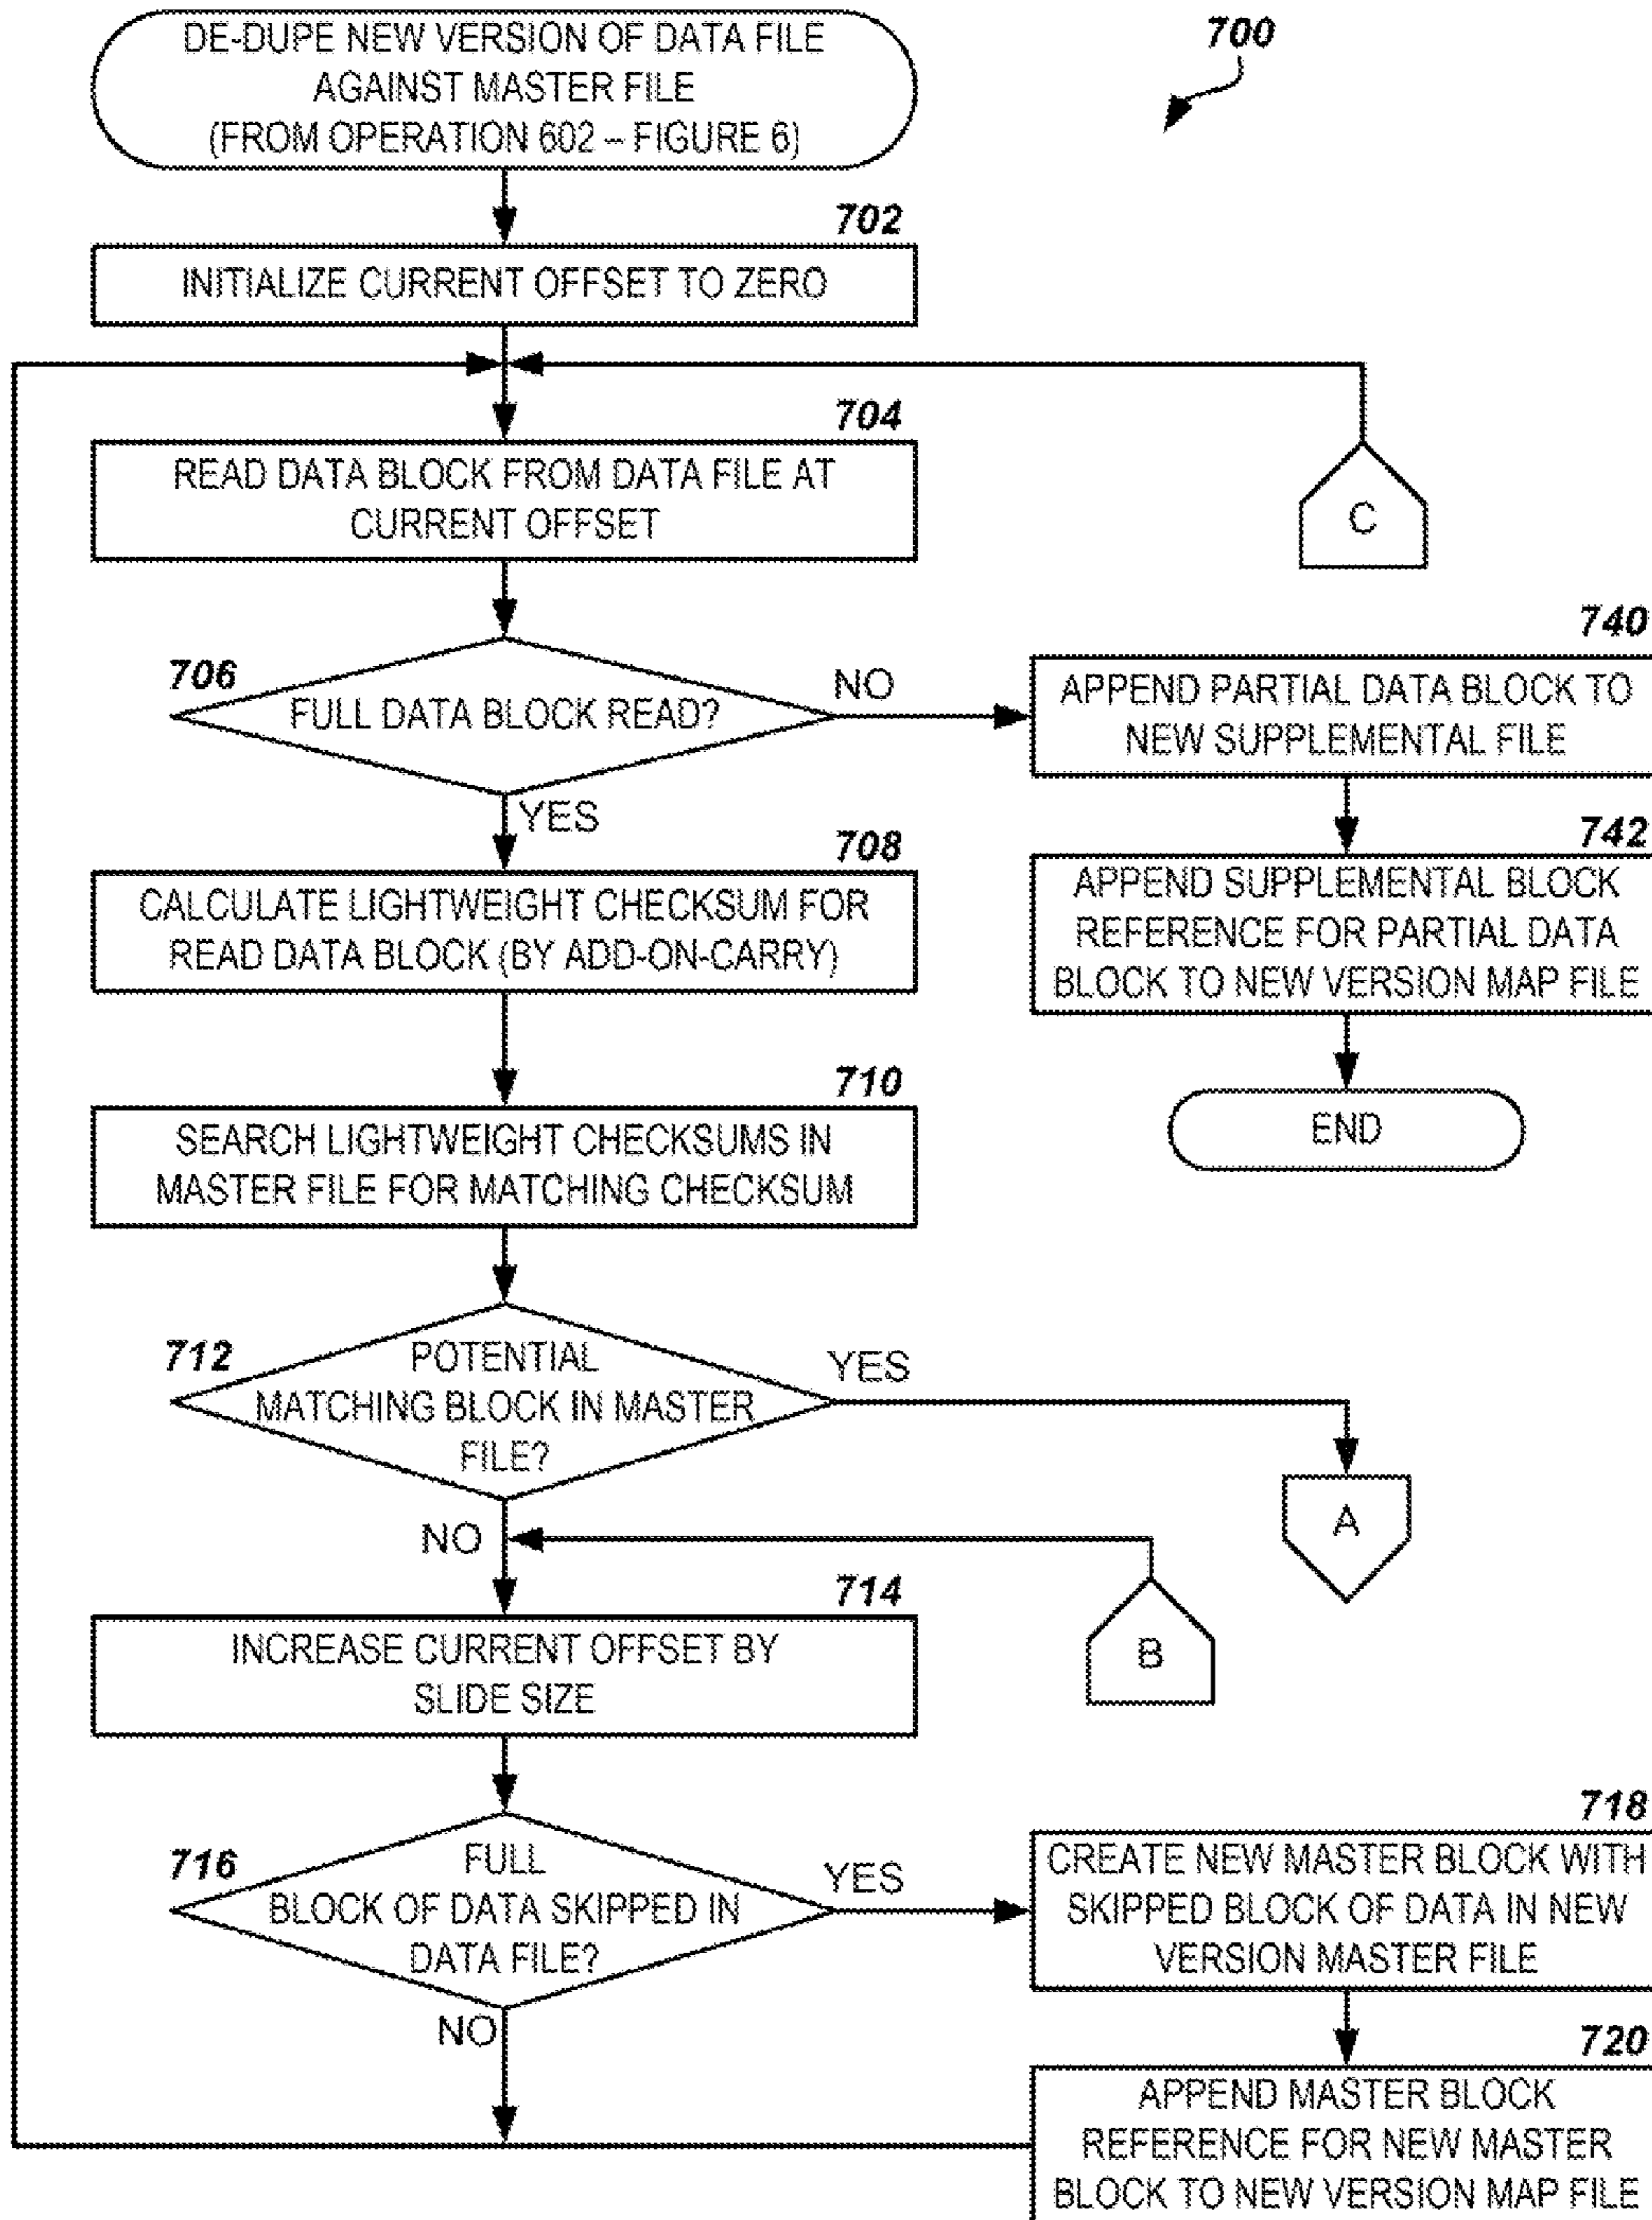 DE-DUPE NEW VERSION OF DATA FILE
AGAINST MASTER FILE
(FROM OPERATION 602 – FIGURE 6)
700
702
INITIALIZE CURRENT OFFSET TO ZERO
704
READ DATA BLOCK FROM DATA FILE AT
CURRENT OFFSET
C
706
FULL DATA BLOCK READ?
NO
YES
740
APPEND PARTIAL DATA BLOCK TO
NEW SUPPLEMENTAL FILE
742
APPEND SUPPLEMENTAL BLOCK
REFERENCE FOR PARTIAL DATA
BLOCK TO NEW VERSION MAP FILE
END
708
CALCULATE LIGHTWEIGHT CHECKSUM FOR
READ DATA BLOCK (BY ADD-ON-CARRY)
710
SEARCH LIGHTWEIGHT CHECKSUMS IN
MASTER FILE FOR MATCHING CHECKSUM
712
POTENTIAL
MATCHING BLOCK IN MASTER
FILE?
YES
A
NO
B
714
INCREASE CURRENT OFFSET BY
SLIDE SIZE
716
FULL
BLOCK OF DATA SKIPPED IN
DATA FILE?
YES
NO
718
CREATE NEW MASTER BLOCK WITH
SKIPPED BLOCK OF DATA IN NEW
VERSION MASTER FILE
720
APPEND MASTER BLOCK
REFERENCE FOR NEW MASTER
BLOCK TO NEW VERSION MAP FILE